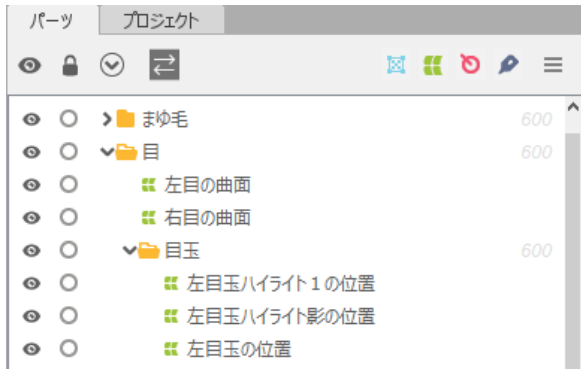 パーツ プロジェクト
まゆ毛 600
目 600
左目の曲面
右目の曲面
目玉 600
左目玉ハイライト１の位置
左目玉ハイライト影の位置
左目玉の位置